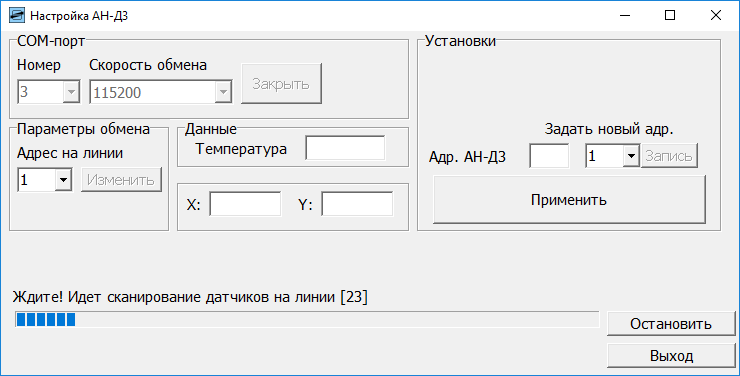 Настройка АН-Д3
COM-порт
Номер Скорость обмена
3 115200 Закрыть
Параметры обмена
Адрес на линии
1 Изменить
Данные
Температура
X: Y:
Установки
Задать новый адр.
Адр. АН-Д3 1 Запись
Применить
Ждите! Идет сканирование датчиков на линии [23]
Остановить
Выход